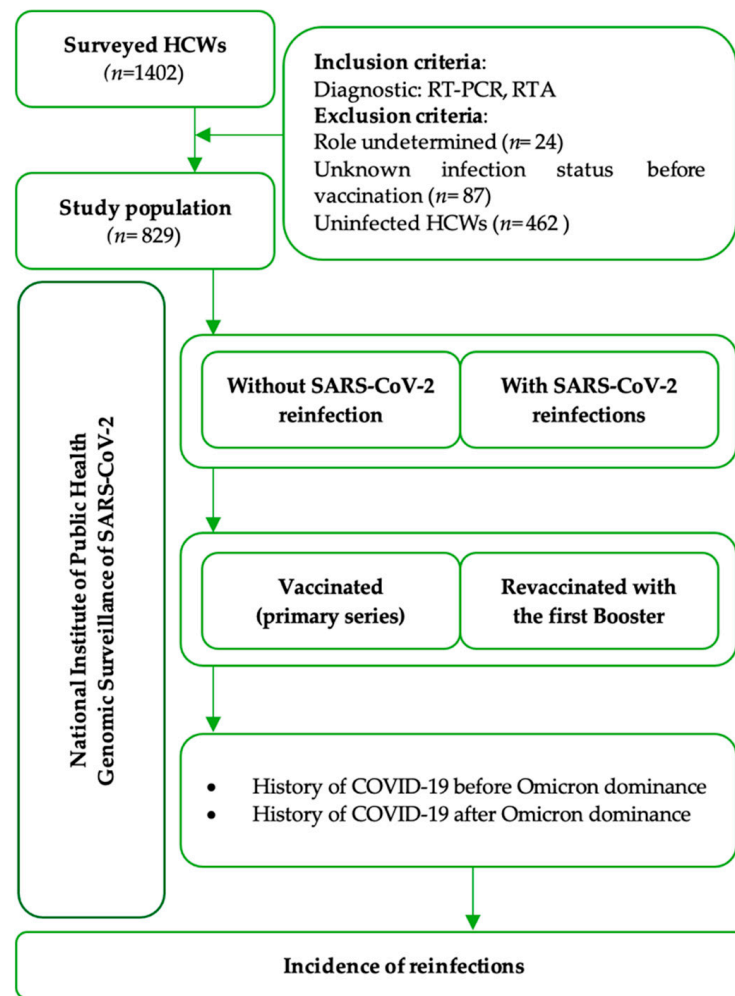 Surveyed HCWs
(n=1402)
Inclusion criteria:
Diagnostic: RT-PCR, RTA
Exclusion criteria:
Role undetermined (n= 24)
Unknown infection status before
vaccination (n= 87)
Uninfected HCWs (n=462 )
Study population
(n= 829)
National Institute of Public Health
Genomic Surveillance of SARS-CoV-2
Without SARS-CoV-2
reinfection
With SARS-CoV-2
reinfections
Vaccinated
(primary series)
Revaccinated with
the first Booster
• History of COVID-19 before Omicron dominance
• History of COVID-19 after Omicron dominance
Incidence of reinfections